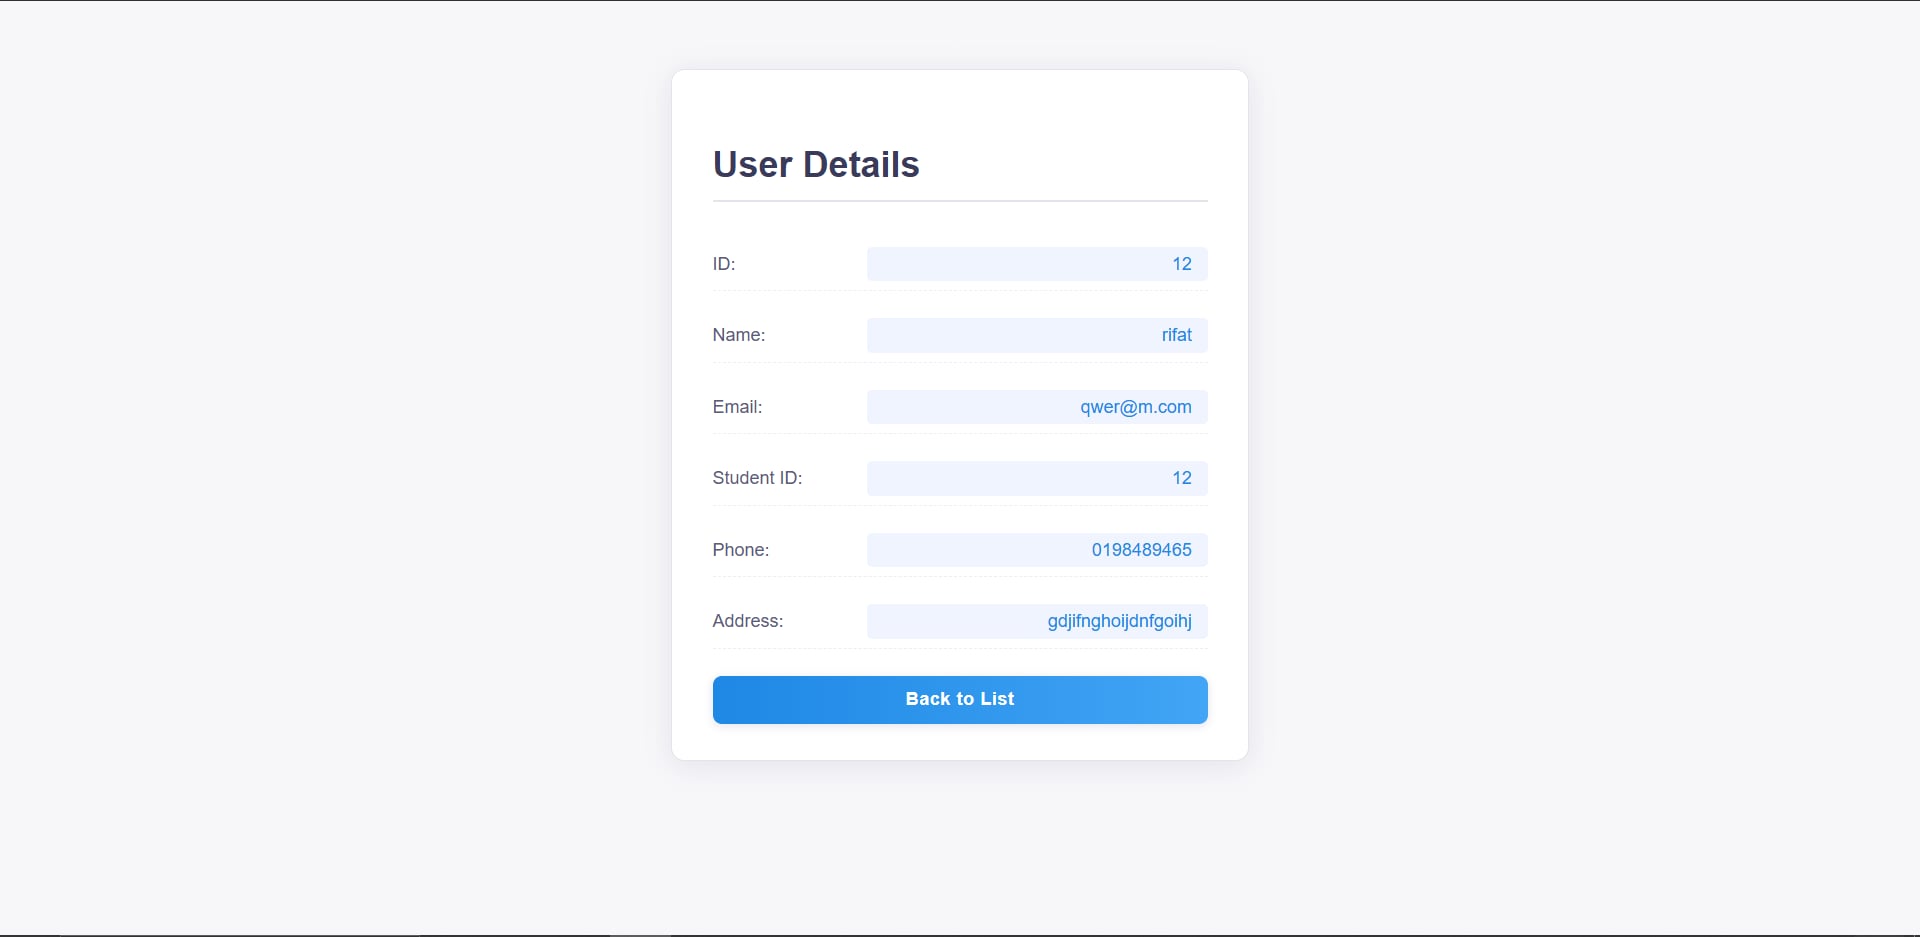 User Details
ID: 12
Name: rifat
Email: qwer@m.com
Student ID: 12
Phone: 0198489465
Address: gdjifnghoijdnfgoihj
Back to List